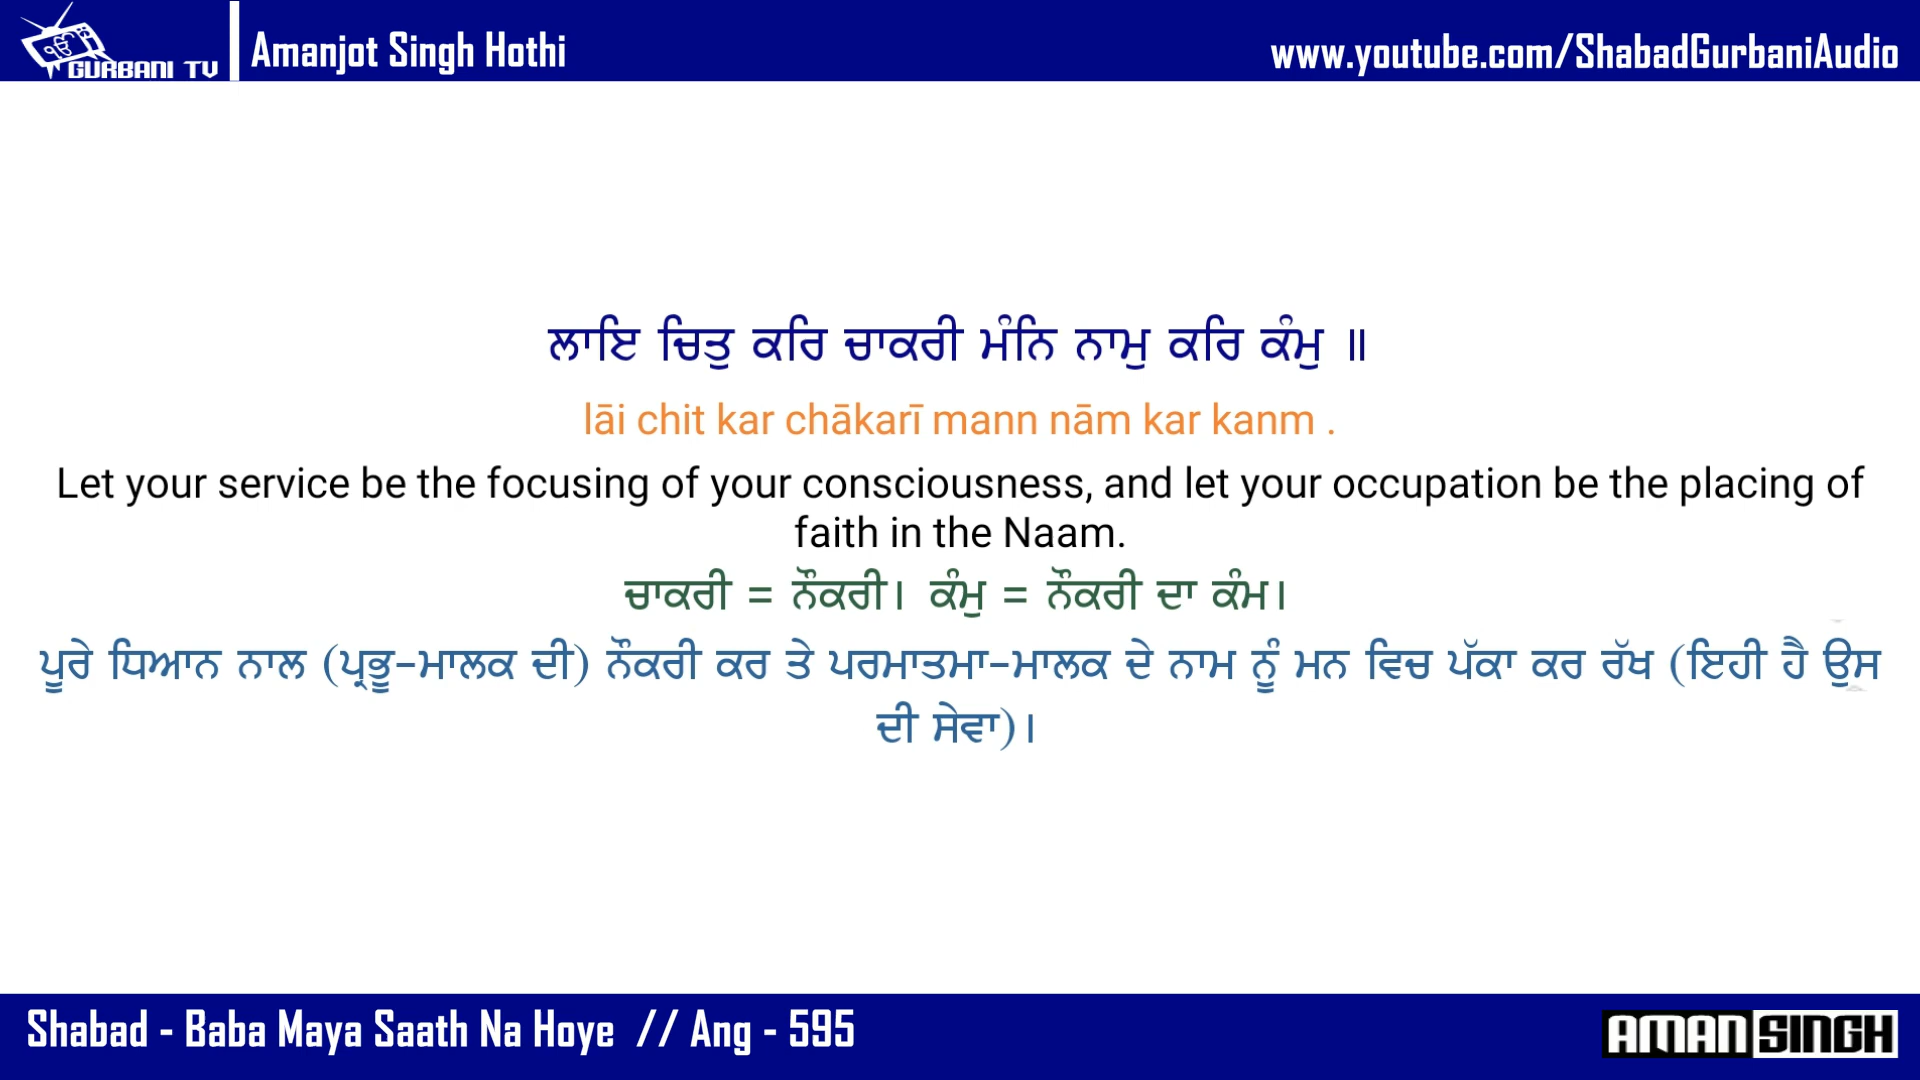 GURBANI TV
Amanjot Singh Hothi
www.youtube.com/ShabadGurbaniAudio
ਲਾਇ ਚਿਤੁ ਕਰਿ ਚਾਕਰੀ ਮੰਨਿ ਨਾਮੁ ਕਰਿ ਕੰਮੁ ॥
lāi chit kar chākarī mann nām kar kanm .
Let your service be the focusing of your consciousness, and let your occupation be the placing of
faith in the Naam.
ਚਾਕਰੀ = ਨੌਕਰੀ। ਕੰਮੁ = ਨੌਕਰੀ ਦਾ ਕੰਮ।
ਪੂਰੇ ਧਿਆਨ ਨਾਲ (ਪ੍ਰਭੂ-ਮਾਲਕ ਦੀ) ਨੌਕਰੀ ਕਰ ਤੇ ਪਰਮਾਤਮਾ-ਮਾਲਕ ਦੇ ਨਾਮ ਨੂੰ ਮਨ ਵਿਚ ਪੱਕਾ ਕਰ ਰੱਖ (ਇਹੀ ਹੈ ਉਸ
ਦੀ ਸੇਵਾ)।
Shabad - Baba Maya Saath Na Hoye // Ang - 595
AMAN SINGH